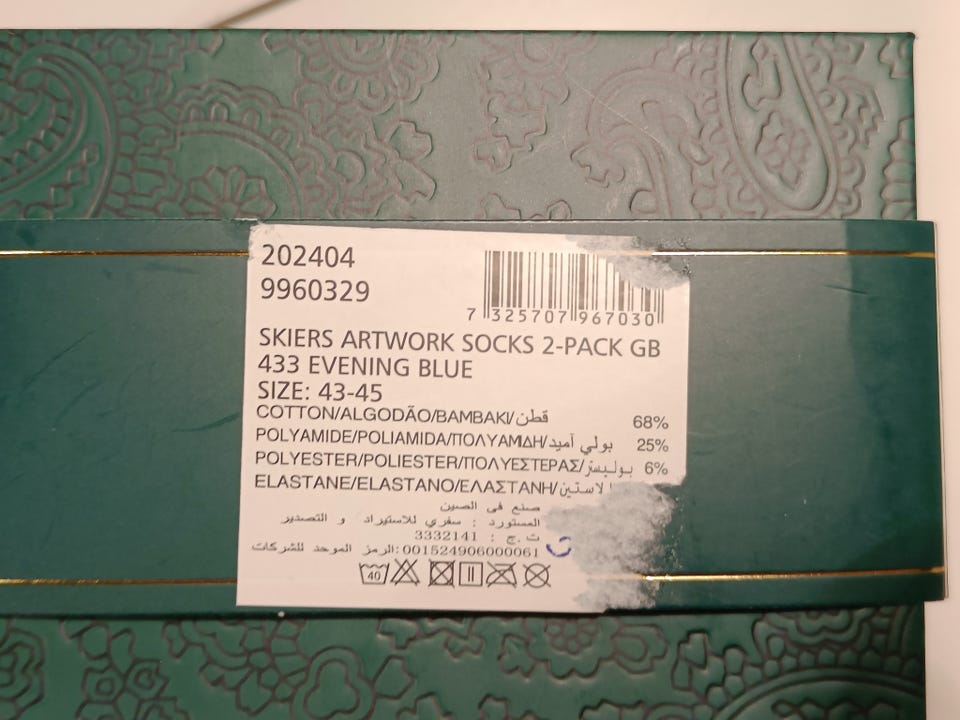 202404
9960329
7 325707 967030
SKIERS ARTWORK SOCKS 2-PACK GB
433 EVENING BLUE
SIZE: 43-45
COTTON/ALGODÃO/BAMBAKI/قطن 68%
POLYAMIDE/POLIAMIDA/ΠΟΛΥΑΜΙΔΗ/بولي أميد 25%
POLYESTER/POLIESTER/ΠΟΛΥΕΣΤΕΡΑΣ/بوليستر 6%
ELASTANE/ELASTANO/ΕΛΑΣΤΑΝΗ/لاستين
صنع في الصين
المستورد : سفري للاستيراد و التصدير
ت.ج : 3332141
الرمز الموحد للشركات:001524906000061
40